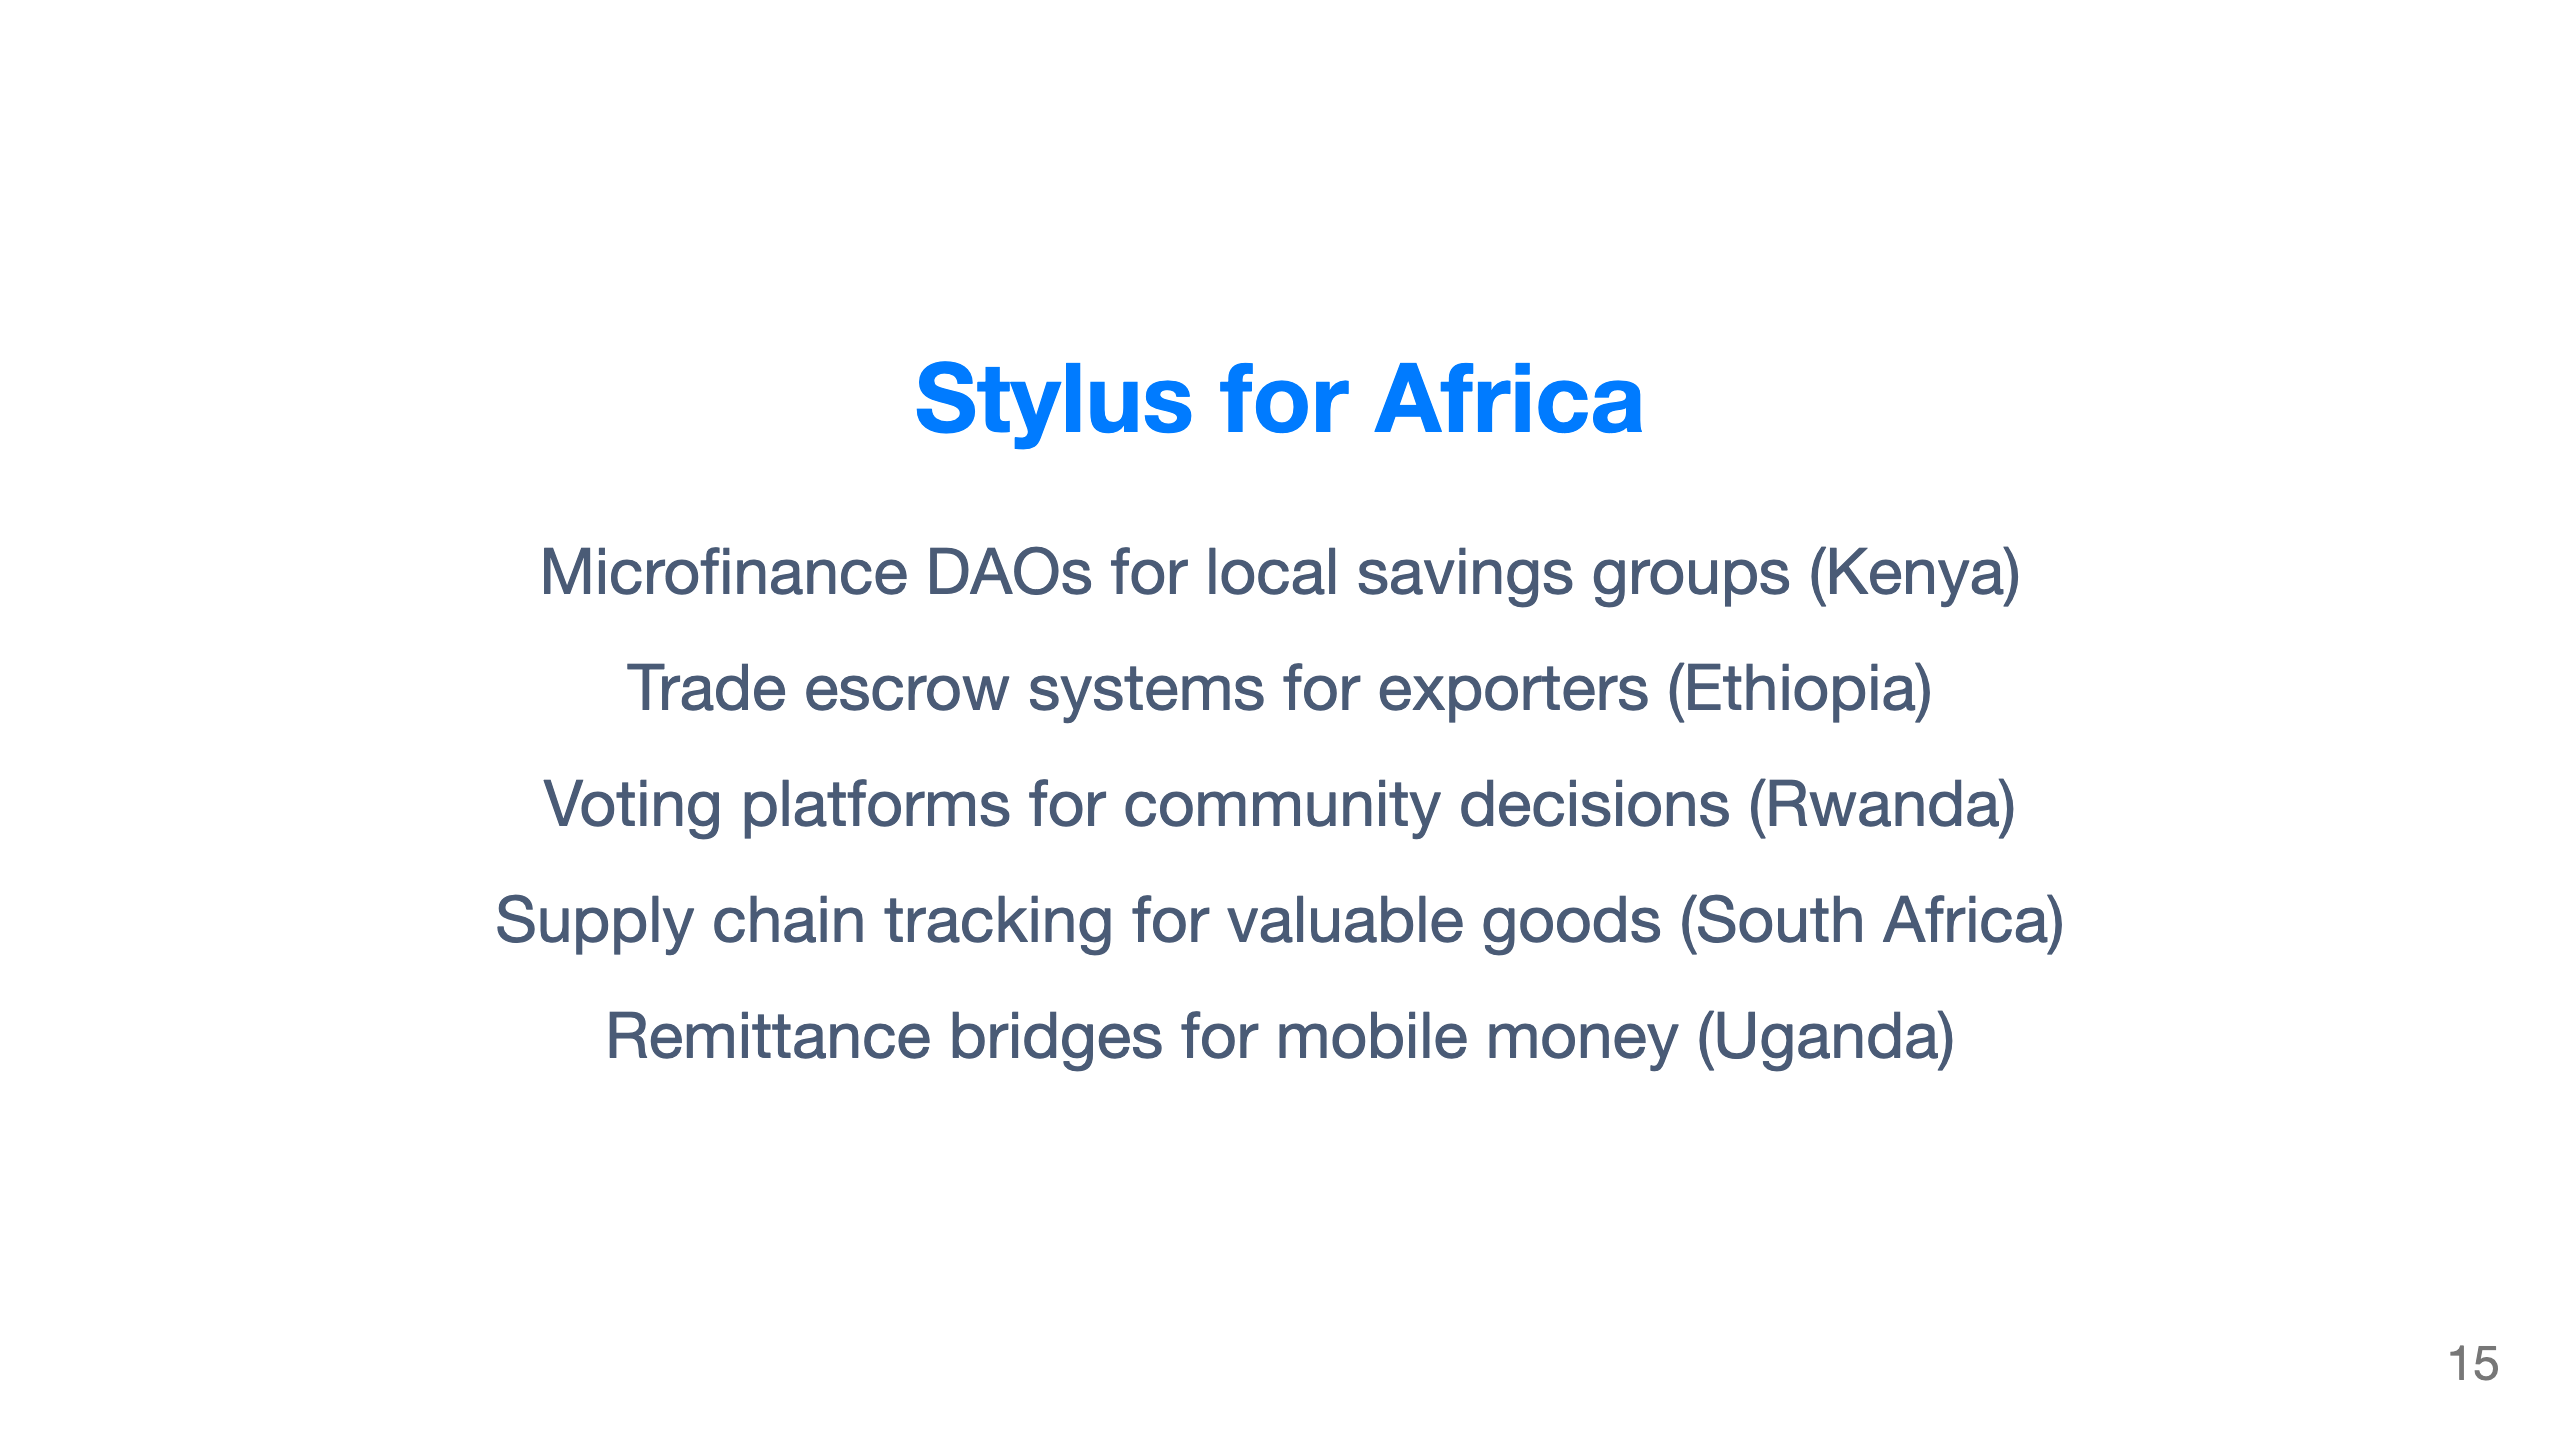 Stylus for Africa
Microfinance DAOs for local savings groups (Kenya)
Trade escrow systems for exporters (Ethiopia)
Voting platforms for community decisions (Rwanda)
Supply chain tracking for valuable goods (South Africa)
Remittance bridges for mobile money (Uganda)
15